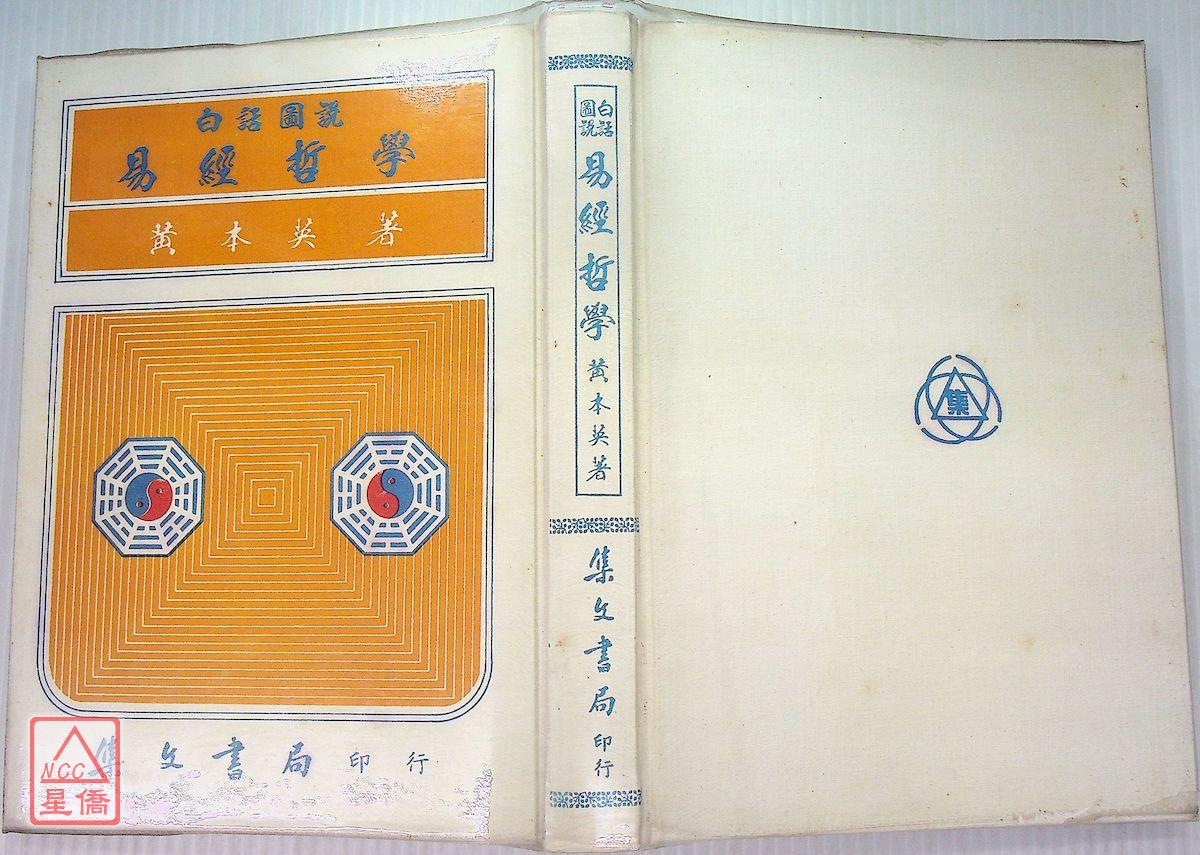 白話圖說
易經哲學
黃本英著
集文書局印行
NCC
星僑
白話
圖說
易經哲學
黃本英著
集文書局
印行
集